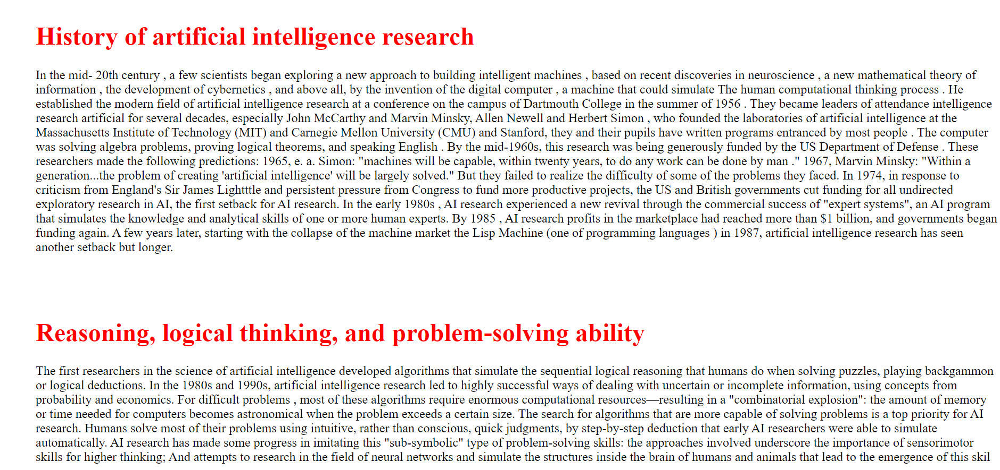 History of artificial intelligence research
In the mid- 20th century , a few scientists began exploring a new approach to building intelligent machines , based on recent discoveries in neuroscience , a new mathematical theory of
information , the development of cybernetics , and above all, by the invention of the digital computer , a machine that could simulate The human computational thinking process . He
established the modern field of artificial intelligence research at a conference on the campus of Dartmouth College in the summer of 1956 . They became leaders of attendance intelligence
research artificial for several decades, especially John McCarthy and Marvin Minsky, Allen Newell and Herbert Simon , who founded the laboratories of artificial intelligence at the
Massachusetts Institute of Technology (MIT) and Carnegie Mellon University (CMU) and Stanford, they and their pupils have written programs entranced by most people . The computer
was solving algebra problems, proving logical theorems, and speaking English . By the mid-1960s, this research was being generously funded by the US Department of Defense . These
researchers made the following predictions: 1965, e. a. Simon: "machines will be capable, within twenty years, to do any work can be done by man ." 1967, Marvin Minsky: "Within a
generation...the problem of creating 'artificial intelligence' will be largely solved." But they failed to realize the difficulty of some of the problems they faced. In 1974, in response to
criticism from England's Sir James Lightttle and persistent pressure from Congress to fund more productive projects, the US and British governments cut funding for all undirected
exploratory research in AI, the first setback for AI research. In the early 1980s , AI research experienced a new revival through the commercial success of "expert systems", an AI program
that simulates the knowledge and analytical skills of one or more human experts. By 1985 , AI research profits in the marketplace had reached more than $1 billion, and governments began
funding again. A few years later, starting with the collapse of the machine market the Lisp Machine (one of programming languages ) in 1987, artificial intelligence research has seen
another setback but longer.
Reasoning, logical thinking, and problem-solving ability
The first researchers in the science of artificial intelligence developed algorithms that simulate the sequential logical reasoning that humans do when solving puzzles, playing backgammon
or logical deductions. In the 1980s and 1990s, artificial intelligence research led to highly successful ways of dealing with uncertain or incomplete information, using concepts from
probability and economics. For difficult problems , most of these algorithms require enormous computational resources—resulting in a "combinatorial explosion": the amount of memory
or time needed for computers becomes astronomical when the problem exceeds a certain size. The search for algorithms that are more capable of solving problems is a top priority for AI
research. Humans solve most of their problems using intuitive, rather than conscious, quick judgments, by step-by-step deduction that early AI researchers were able to simulate
automatically. AI research has made some progress in imitating this "sub-symbolic" type of problem-solving skills: the approaches involved underscore the importance of sensorimotor
skills for higher thinking; And attempts to research in the field of neural networks and simulate the structures inside the brain of humans and animals that lead to the emergence of this skil